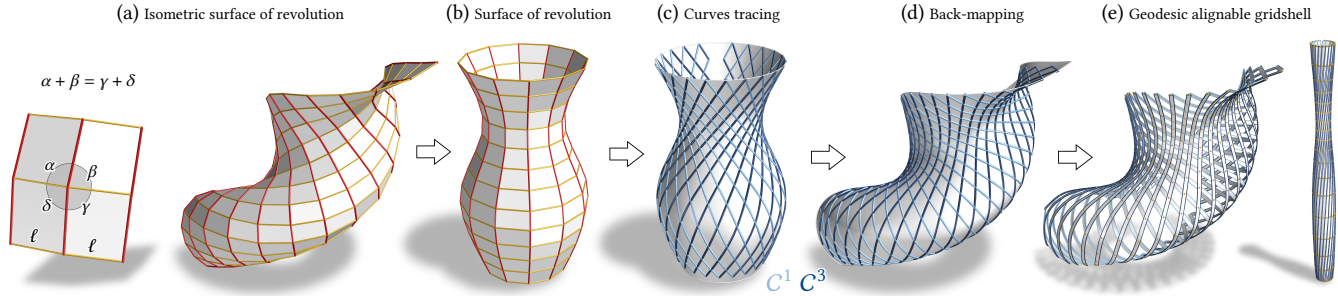 (a) Isometric surface of revolution
(b) Surface of revolution
(c) Curves tracing
(d) Back-mapping
(e) Geodesic alignable gridshell
α + β = γ + δ
α
β
δ
γ
ℓ
ℓ
C¹ C³